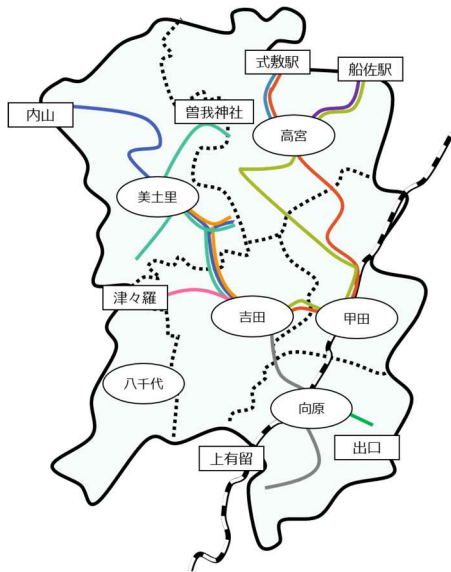 式敷駅
船佐駅
内山
曽我神社
高宮
美土里
津々羅
吉田
甲田
八千代
向原
上有留
出口